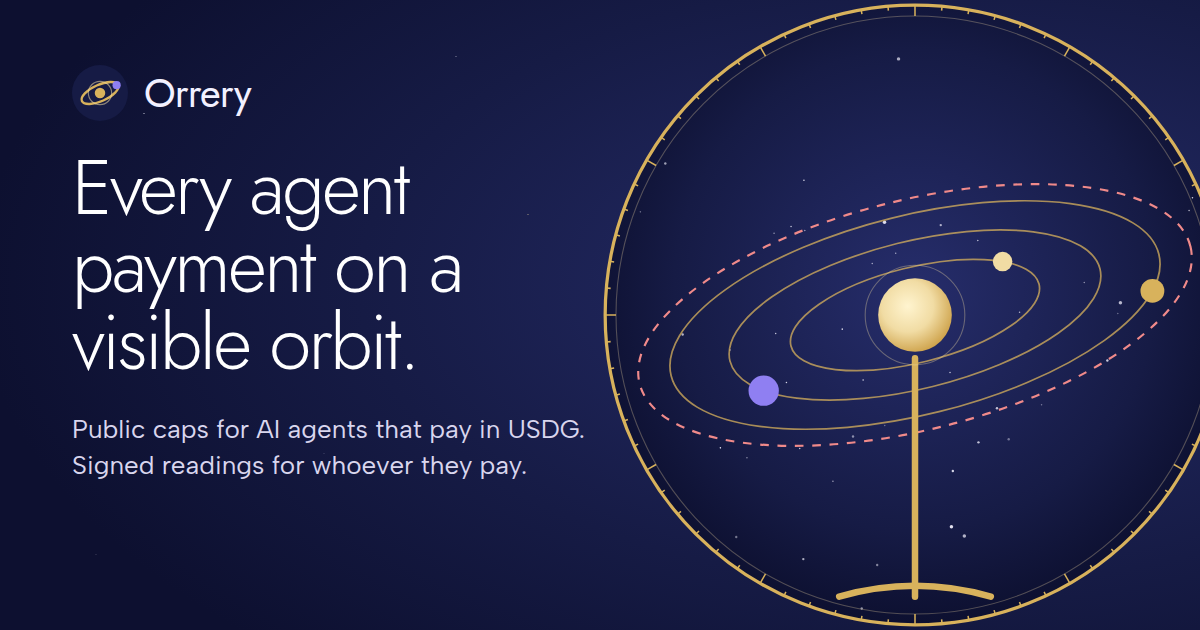 Orrery
Every agent
payment on a
visible orbit.
Public caps for AI agents that pay in USDG.
Signed readings for whoever they pay.